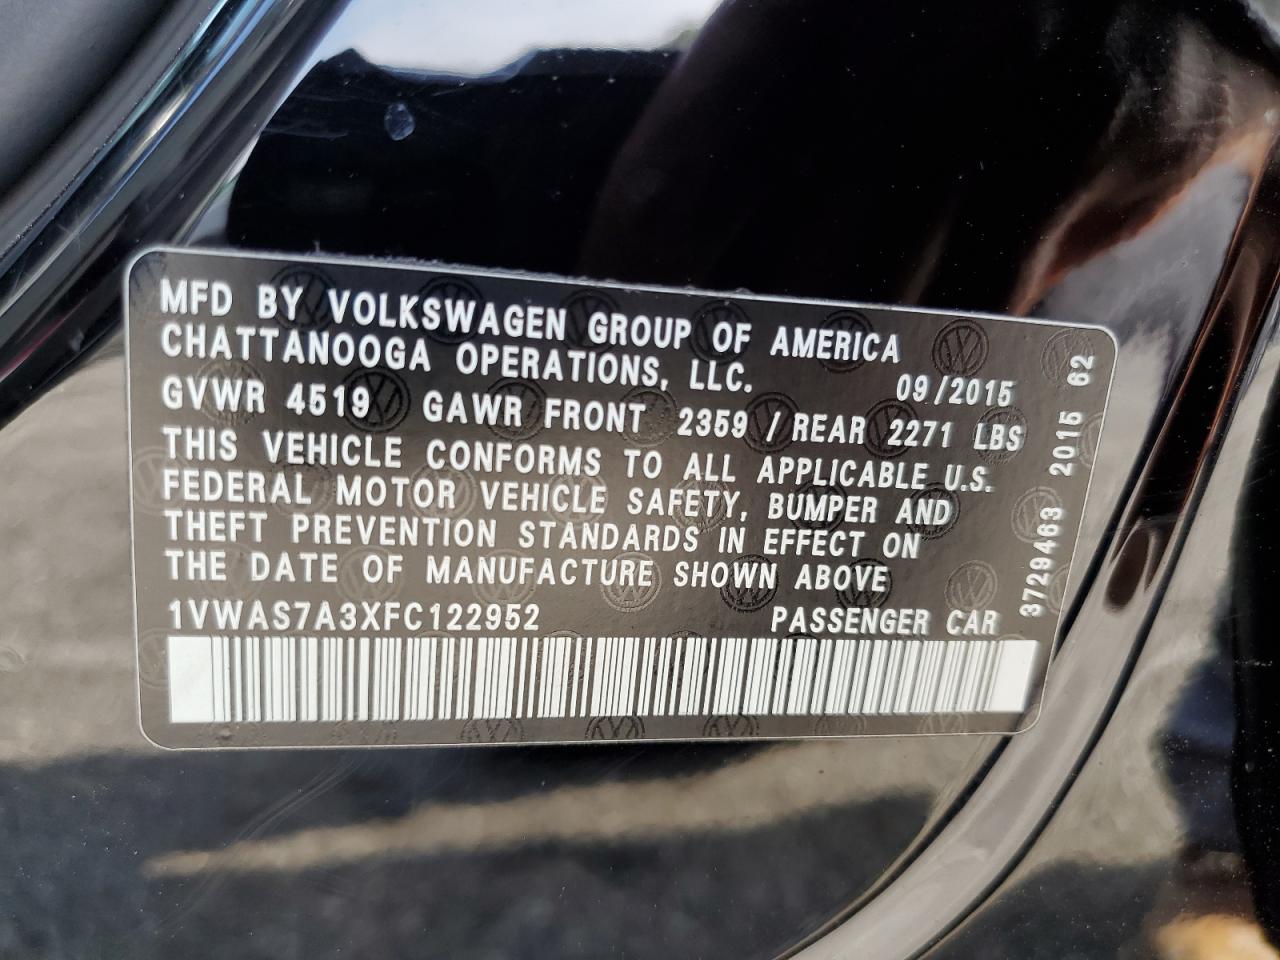 MFD BY VOLKSWAGEN GROUP OF AMERICA
CHATTANOOGA OPERATIONS, LLC.
09/2015
GVWR 4519 GAWR FRONT 2359 / REAR 2271 LBS
THIS VEHICLE CONFORMS TO ALL APPLICABLE U.S.
FEDERAL MOTOR VEHICLE SAFETY, BUMPER AND
THEFT PREVENTION STANDARDS IN EFFECT ON
THE DATE OF MANUFACTURE SHOWN ABOVE
1VWAS7A3XFC122952 PASSENGER CAR
3729463 2015 62